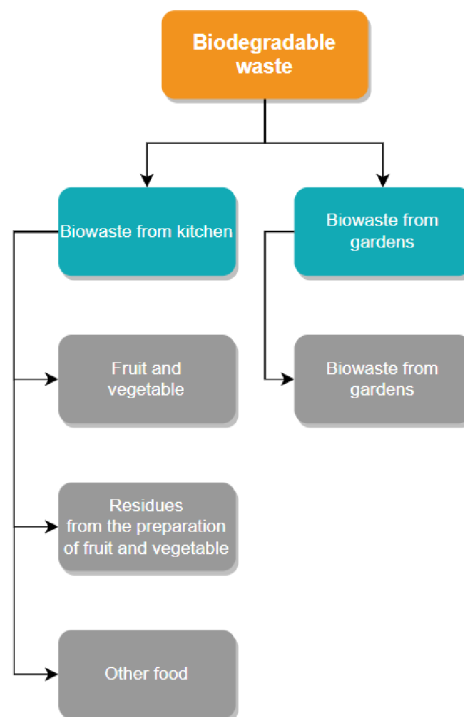 Biodegradable
waste
Biowaste from kitchen
Biowaste from
gardens
Fruit and
vegetable
Biowaste from
gardens
Residues
from the preparation
of fruit and vegetable
Other food